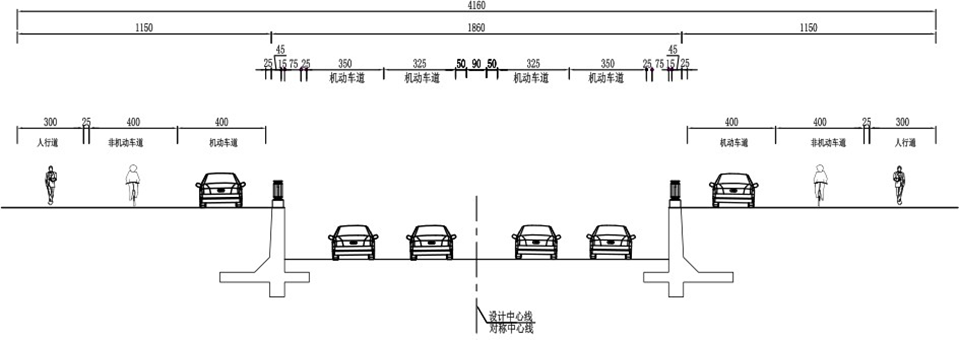 4160
1150 1860 1150
45 45
25 15 75 25 350 325 50 90 50 325 350 25 75 15 25
机动车道 机动车道 机动车道 机动车道
300 25 400 400 400 400 25 300
人行道 非机动车道 机动车道 机动车道 非机动车道 人行道
设计中心线
对称中心线